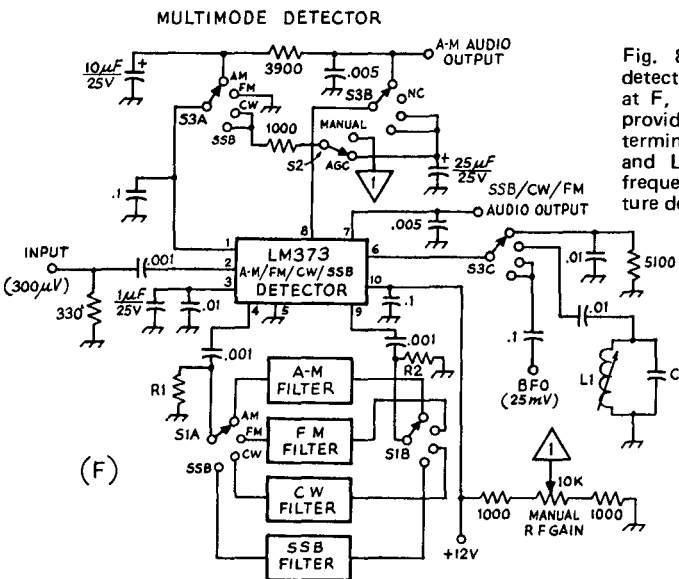 MULTIMODE DETECTOR
10µF
25V
+
3900
A-M AUDIO
OUTPUT
.005
AM
FM
S3A
CW
SSB
S3B
NC
1000
MANUAL
S2
AGC
1
+
25µF
25V
.1
SSB/CW/FM
AUDIO OUTPUT
.005
8
7
1
INPUT
(300µV)
.001
2
LM373
A-M/FM/CW/SSB
DETECTOR
6
S3C
.01
5100
330
1µF
25V
.01
3
4
5
9
10
.1
.01
.001
.001
R1
R2
.1
BFO
(25mV)
L1
C
A-M
FILTER
S1A
AM
FM
CW
SSB
FM
FILTER
S1B
CW
FILTER
SSB
FILTER
1
10K
1000
MANUAL
RF GAIN
1000
+12V
(F)
Fig. 8
detect
at F,
provid
termin
and L
freque
ture de